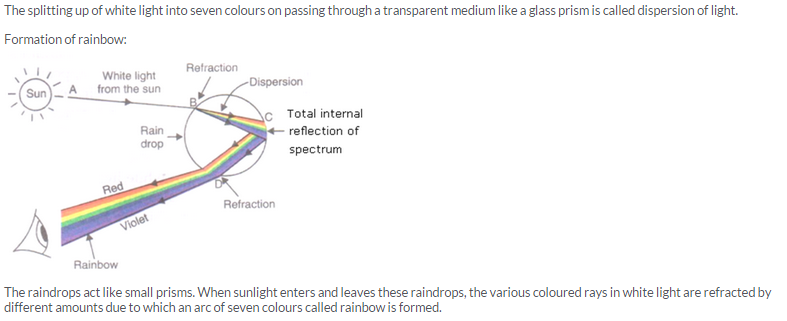 The splitting up of white light into seven colours on passing through a transparent medium like a glass prism is called dispersion of light.
Formation of rainbow:
Sun
A
White light
from the sun
Refraction
Dispersion
B
C
Total internal
reflection of
spectrum
Rain
drop
Red
Violet
D
Refraction
Rainbow
The raindrops act like small prisms. When sunlight enters and leaves these raindrops, the various coloured rays in white light are refracted by
different amounts due to which an arc of seven colours called rainbow is formed.